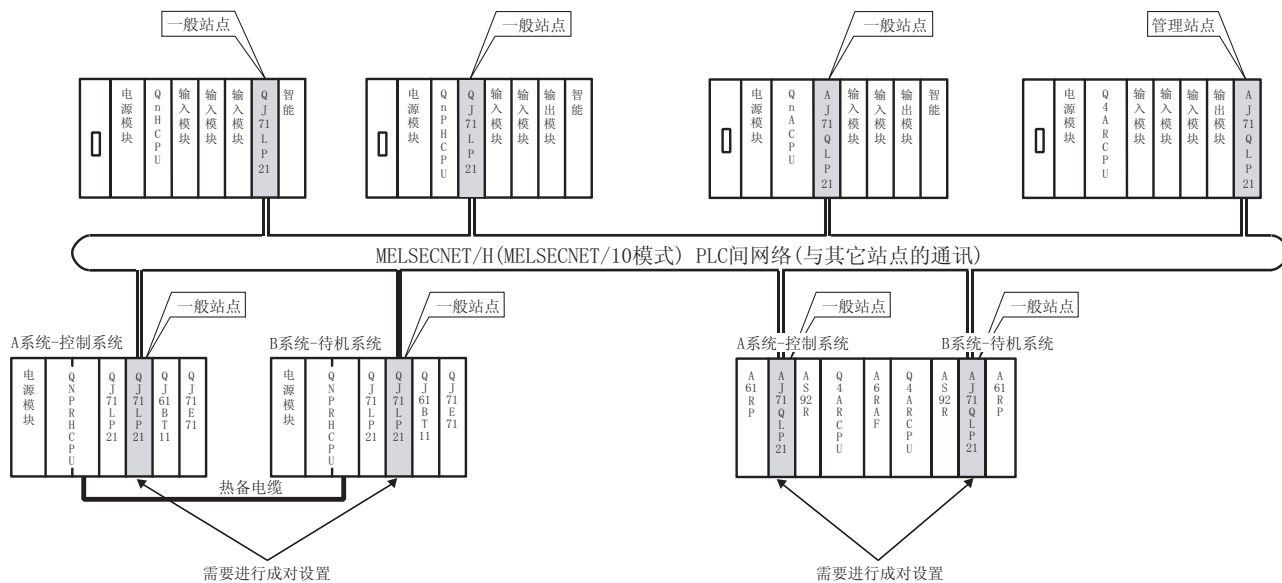 一般站点
一般站点
一般站点
管理站点
电源模块
QnHCPU
输入模块
输入模块
输入模块
QJ71LP21
智能
电源模块
QnPHCPU
QJ71LP21
输入模块
输入模块
输出模块
智能
电源模块
QnACPU
AJ71QLP21
输入模块
输入模块
输出模块
智能
电源模块
Q4ARCPU
输入模块
输入模块
输入模块
输出模块
AJ71QLP21
MELSECNET/H(MELSECNET/10模式) PLC间网络(与其它站点的通讯)
一般站点
一般站点
一般站点
一般站点
A系统-控制系统
B系统-待机系统
A系统-控制系统
B系统-待机系统
电源模块
QNPRHCPU
QJ71LP21
QJ71LP21
QJ61BT11
QJ71E71
电源模块
QNPRHCPU
QJ71LP21
QJ71LP21
QJ61BT11
QJ71E71
A61RP
AJ71QLP21
AS92R
Q4ARCPU
A6RAF
Q4ARCPU
AS92R
AJ71QLP21
A61RP
热备电缆
需要进行成对设置
需要进行成对设置